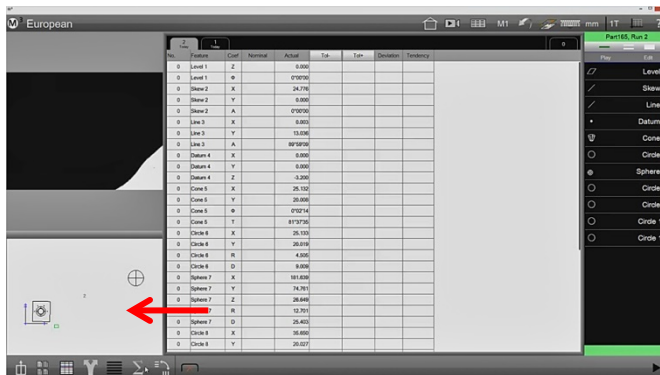 M3 European
M1 mm 1T
2 Today 1 Today 0
No. Feature Coef Nominal Actual Tol- Tol+ Deviation Tendency
0 Level 1 Z 0.000
0 Level 1 Φ 0°00'00
0 Skew 2 X 24.776
0 Skew 2 Y 0.000
0 Skew 2 A 0°00'00
0 Line 3 X 0.003
0 Line 3 Y 13.036
0 Line 3 A 89°58'09
0 Datum 4 X 0.000
0 Datum 4 Y 0.000
0 Datum 4 Z -3.200
0 Cone 5 X 25.132
0 Cone 5 Y 20.008
0 Cone 5 Φ 0°02'14
0 Cone 5 T 81°37'35
0 Circle 6 X 25.133
0 Circle 6 Y 20.018
0 Circle 6 R 4.505
0 Circle 6 D 9.009
0 Sphere 7 X 101.839
0 Sphere 7 Y 74.761
0 Sphere 7 Z 26.649
7 R 12.701
0 Sphere 7 D 25.403
0 Circle 8 X 35.650
0 Circle 8 Y 20.027
Part165, Run 2
Play Edit
Level
Skew
Line
Datum
Cone
Circle
Sphere
Circle
Circle
Circle
Circle